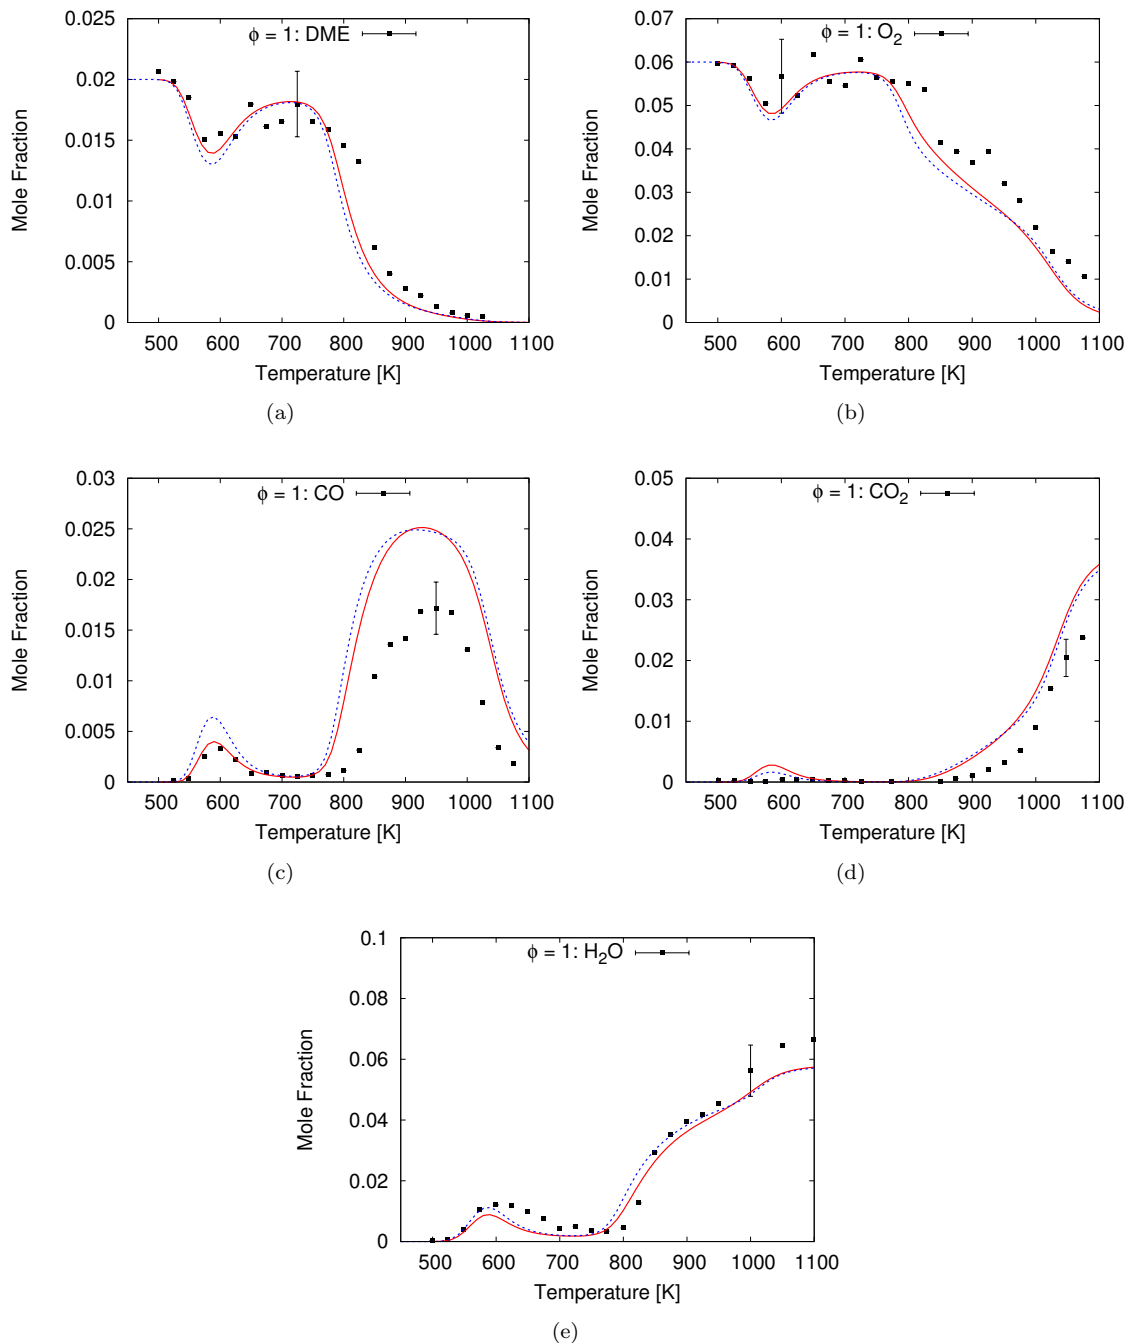 ϕ = 1: DME
0.025
0.02
0.015
0.01
0.005
0
Mole Fraction
500 600 700 800 900 1000 1100
Temperature [K]
(a)
ϕ = 1: O2
0.07
0.06
0.05
0.04
0.03
0.02
0.01
0
Mole Fraction
500 600 700 800 900 1000 1100
Temperature [K]
(b)
ϕ = 1: CO
0.03
0.025
0.02
0.015
0.01
0.005
0
Mole Fraction
500 600 700 800 900 1000 1100
Temperature [K]
(c)
ϕ = 1: CO2
0.05
0.04
0.03
0.02
0.01
0
Mole Fraction
500 600 700 800 900 1000 1100
Temperature [K]
(d)
ϕ = 1: H2O
0.1
0.08
0.06
0.04
0.02
0
Mole Fraction
500 600 700 800 900 1000 1100
Temperature [K]
(e)